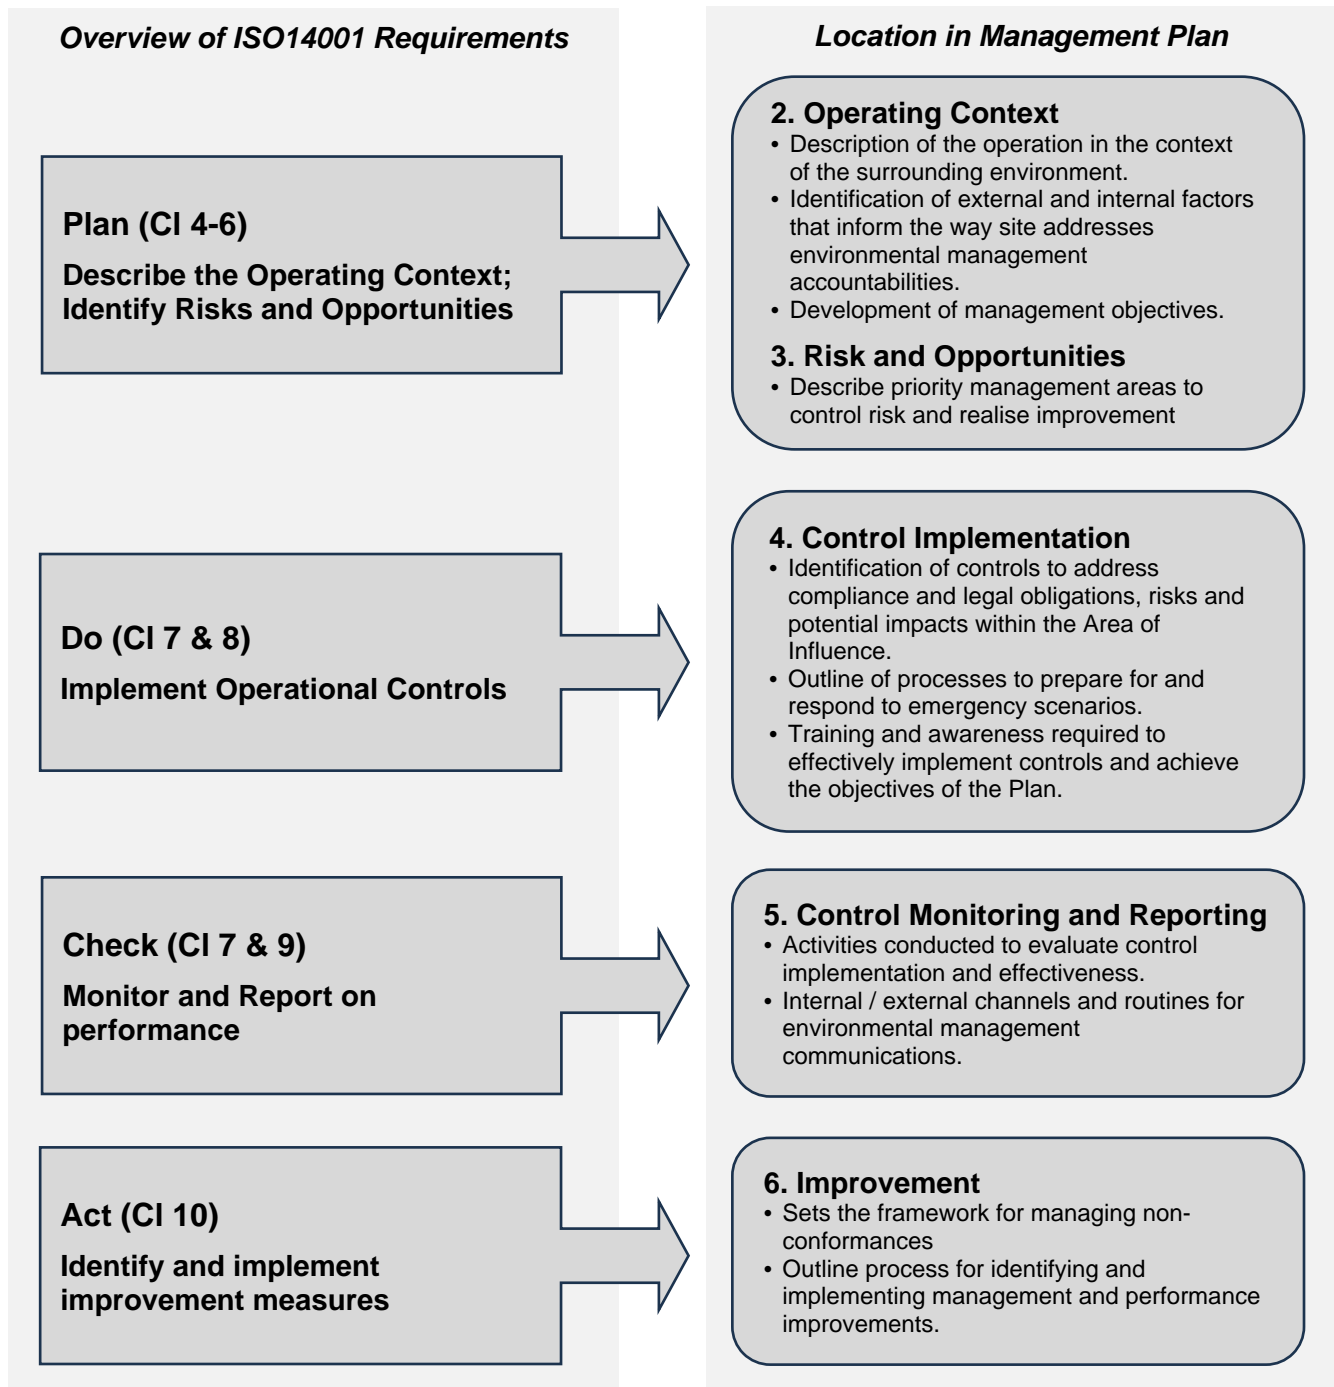 Overview of ISO14001 Requirements
Location in Management Plan
Plan (Cl 4-6)
Describe the Operating Context;
Identify Risks and Opportunities
2. Operating Context
• Description of the operation in the context
of the surrounding environment.
• Identification of external and internal factors
that inform the way site addresses
environmental management
accountabilities.
• Development of management objectives.
3. Risk and Opportunities
• Describe priority management areas to
control risk and realise improvement
Do (Cl 7 & 8)
Implement Operational Controls
4. Control Implementation
• Identification of controls to address
compliance and legal obligations, risks and
potential impacts within the Area of
Influence.
• Outline of processes to prepare for and
respond to emergency scenarios.
• Training and awareness required to
effectively implement controls and achieve
the objectives of the Plan.
Check (Cl 7 & 9)
Monitor and Report on
performance
5. Control Monitoring and Reporting
• Activities conducted to evaluate control
implementation and effectiveness.
• Internal / external channels and routines for
environmental management
communications.
Act (Cl 10)
Identify and implement
improvement measures
6. Improvement
• Sets the framework for managing non-
conformances
• Outline process for identifying and
implementing management and performance
improvements.